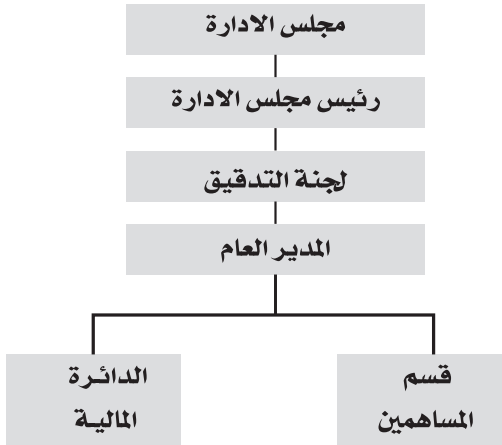 مجلس الادارة
رئيس مجلس الادارة
لجنة التدقيق
المدير العام
قسم
المساهمين
الدائرة
المالية